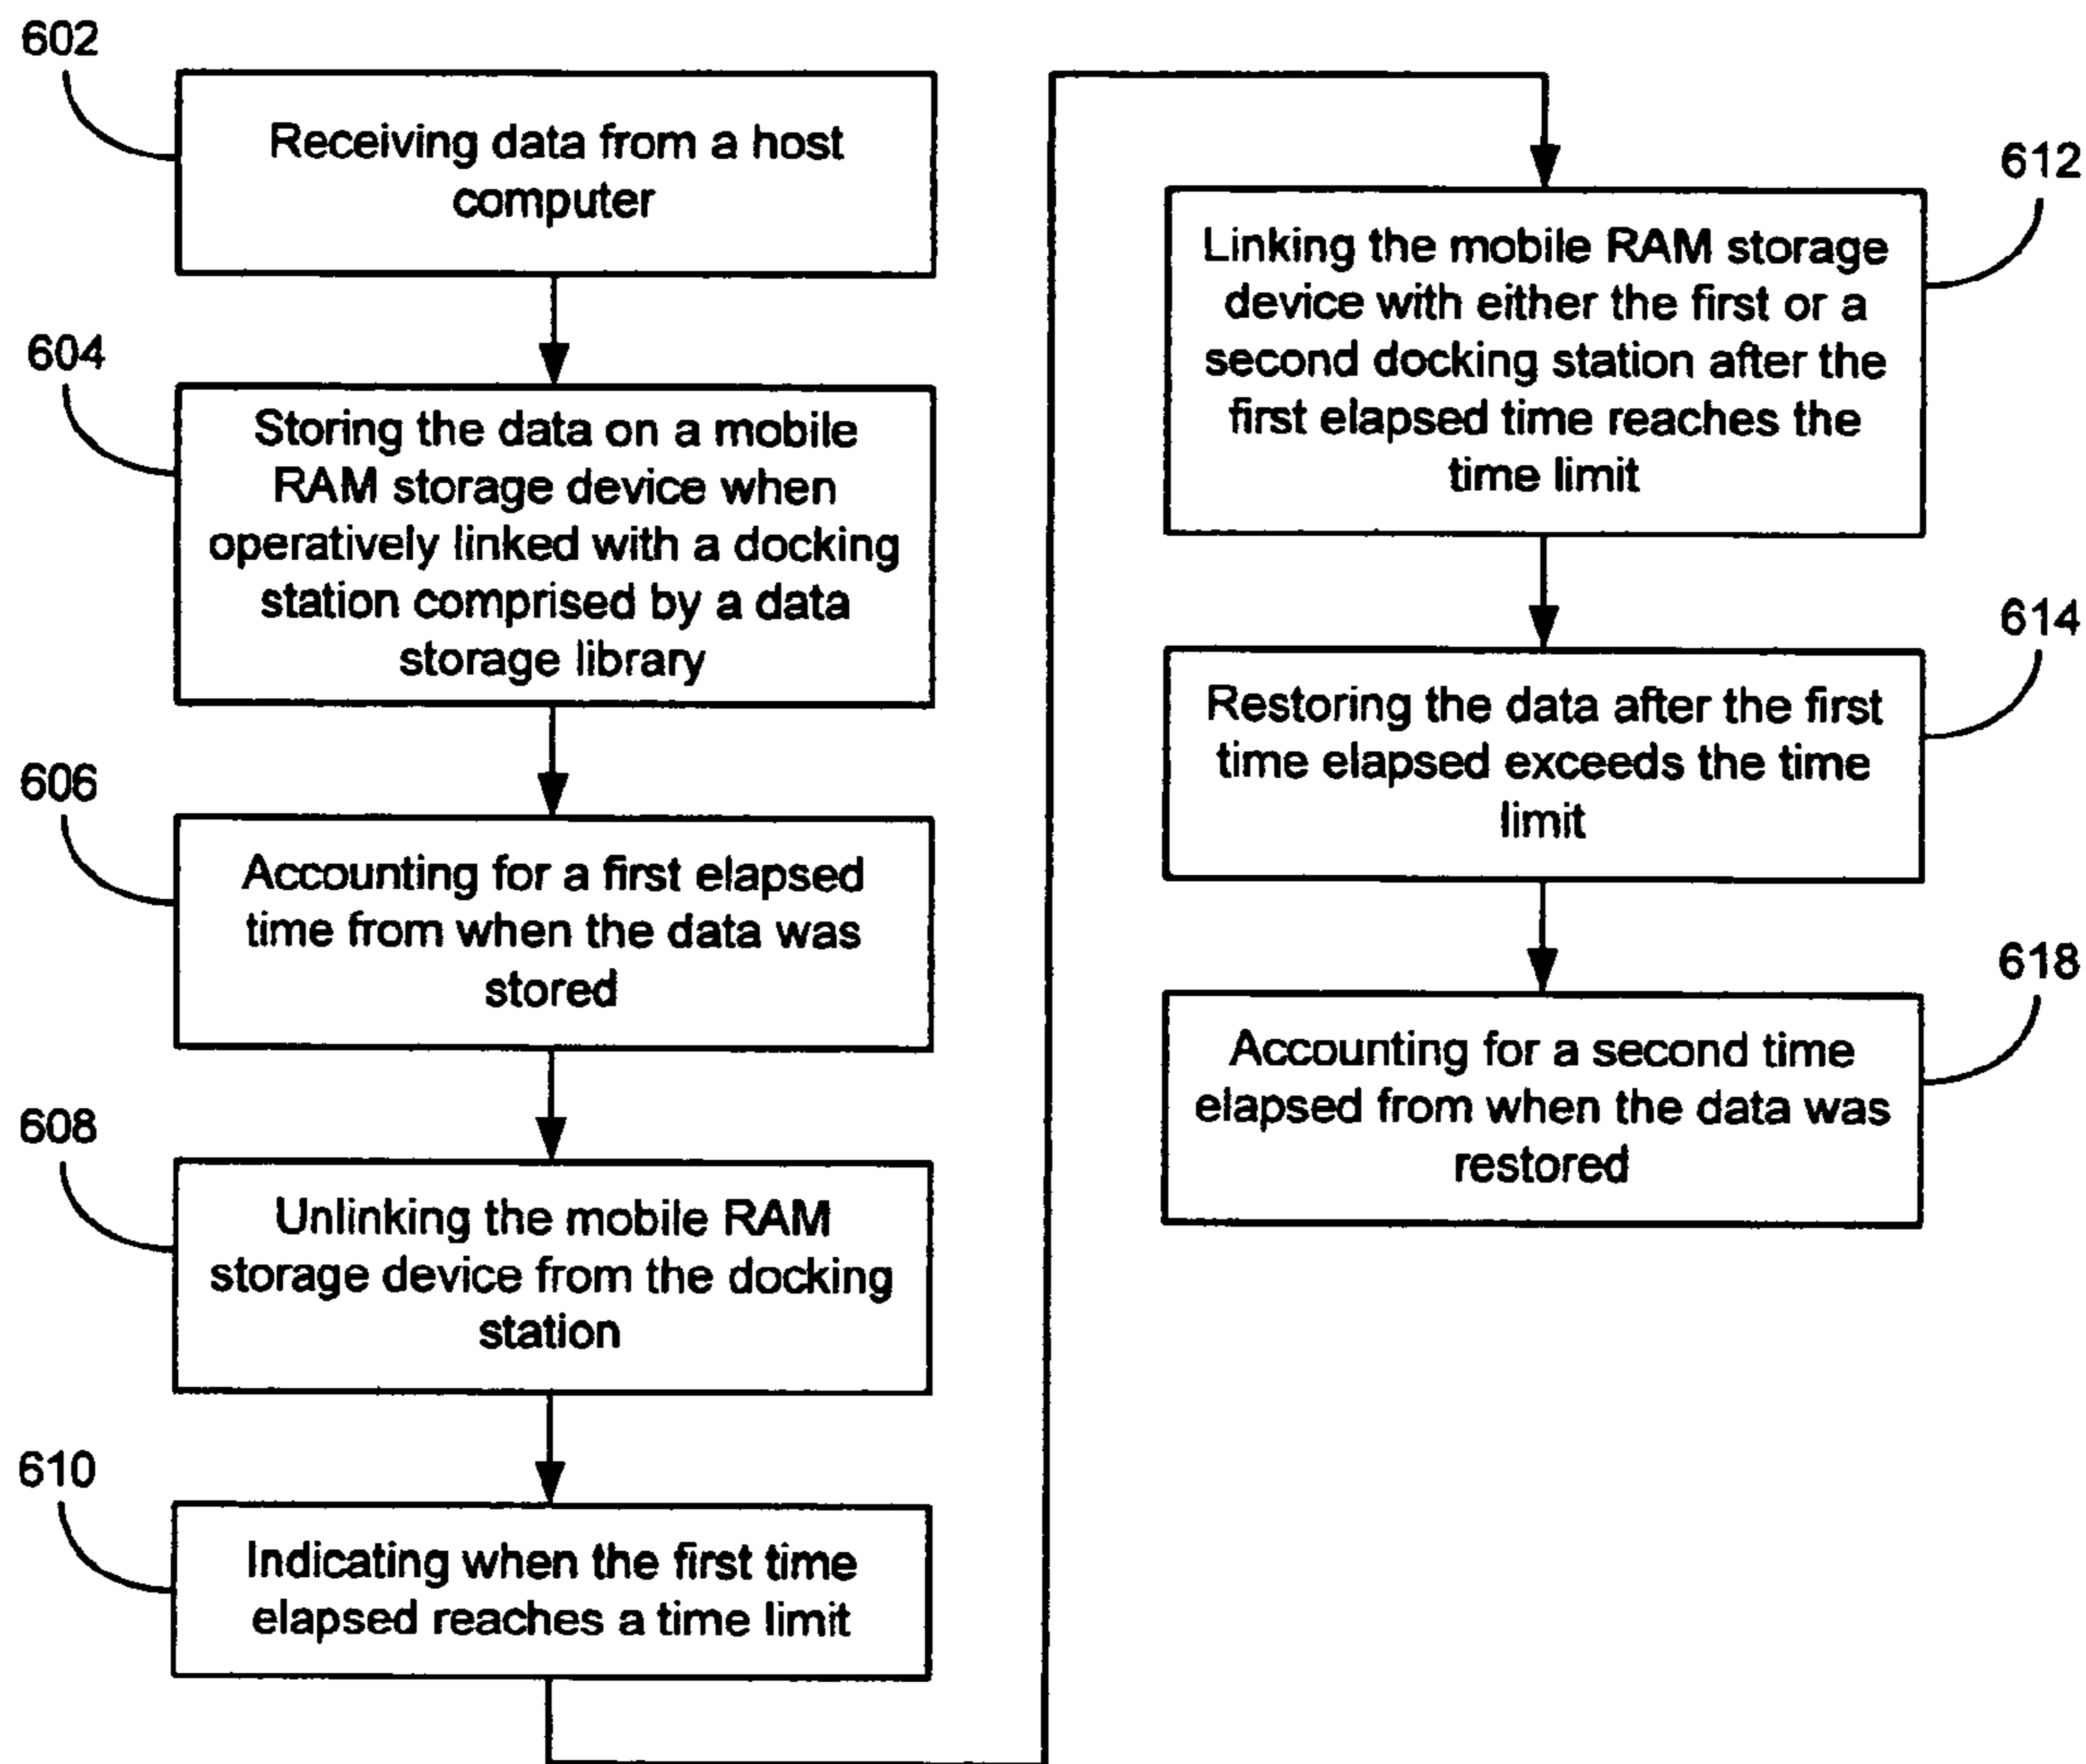 602
Receiving data from a host
computer
604
Storing the data on a mobile
RAM storage device when
operatively linked with a docking
station comprised by a data
storage library
606
Accounting for a first elapsed
time from when the data was
stored
608
Unlinking the mobile RAM
storage device from the docking
station
610
Indicating when the first time
elapsed reaches a time limit
612
Linking the mobile RAM storage
device with either the first or a
second docking station after the
first elapsed time reaches the
time limit
614
Restoring the data after the first
time elapsed exceeds the time
limit
618
Accounting for a second time
elapsed from when the data was
restored